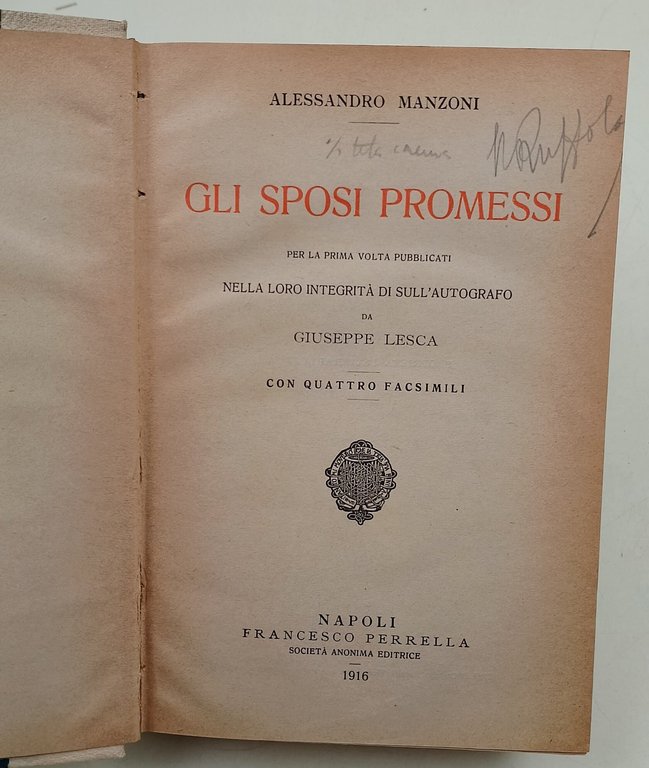 ALESSANDRO MANZONI
GLI SPOSI PROMESSI
PER LA PRIMA VOLTA PUBBLICATI
NELLA LORO INTEGRITÀ DI SULL'AUTOGRAFO
DA
GIUSEPPE LESCA
CON QUATTRO FACSIMILI
NAPOLI
FRANCESCO PERRELLA
SOCIETÀ ANONIMA EDITRICE
1916